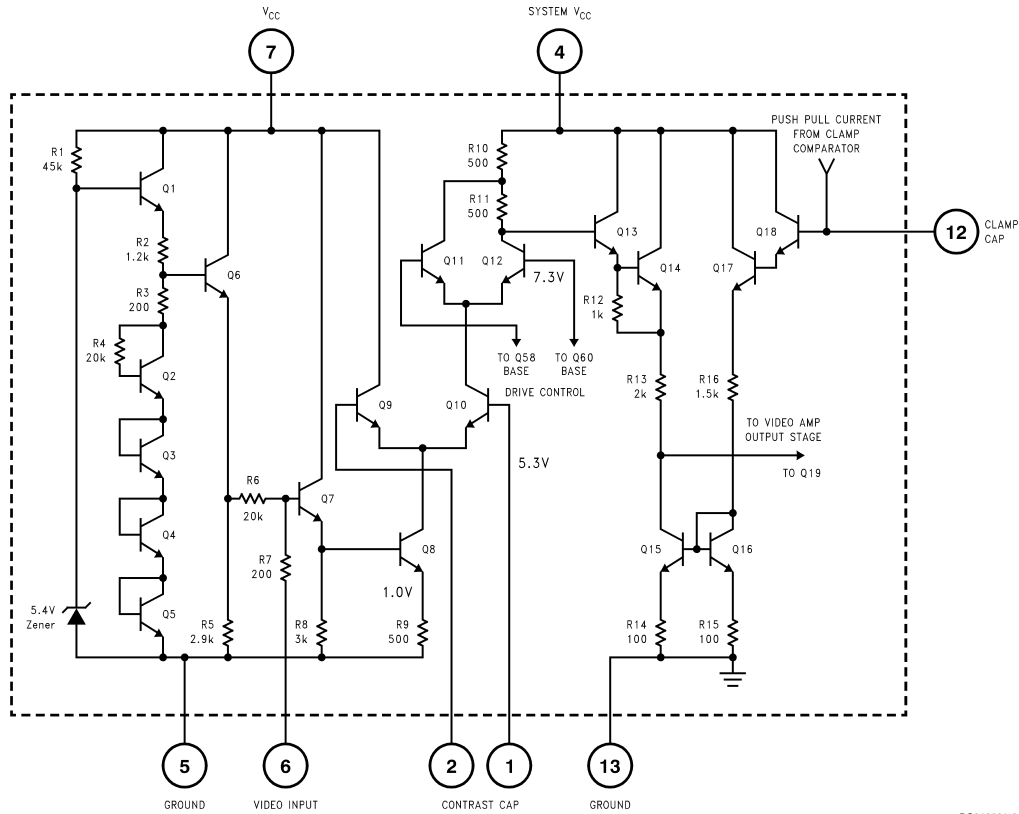 V_CC
SYSTEM V_CC
7
4
PUSH PULL CURRENT
FROM CLAMP
COMPARATOR
R1
45k
R10
500
Q1
R11
500
12
CLAMP
CAP
R2
1.2k
Q6
Q11
Q12
Q13
Q14
Q17
Q18
7.3V
R3
200
R12
1k
R4
20k
TO Q58
BASE
TO Q60
BASE
Q2
DRIVE CONTROL
R13
2k
R16
1.5k
Q9
Q10
Q3
TO VIDEO AMP
OUTPUT STAGE
TO Q19
5.3V
R6
20k
Q7
Q4
Q8
Q15
Q16
R7
200
1.0V
5.4V
Zener
Q5
R5
2.9k
R8
3k
R9
500
R14
100
R15
100
5
6
2
1
13
GROUND
VIDEO INPUT
CONTRAST CAP
GROUND